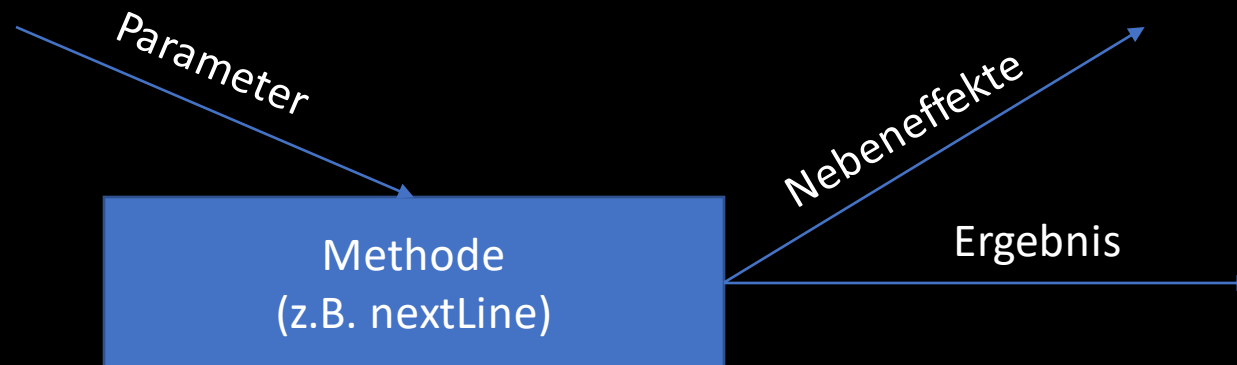 Parameter
Nebeneffekte
Ergebnis
Methode
(z.B. nextLine)